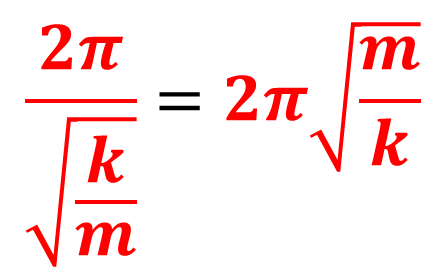 2π / √(k/m) = 2π √(m/k)